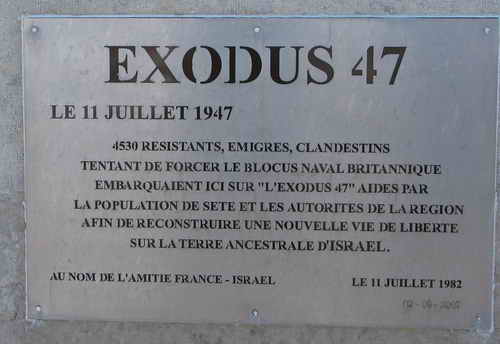 EXODUS 47
LE 11 JUILLET 1947
4530 RESISTANTS, EMIGRES, CLANDESTINS
TENTANT DE FORCER LE BLOCUS NAVAL BRITANNIQUE
EMBARQUAIENT ICI SUR "L'EXODUS 47" AIDES PAR
LA POPULATION DE SETE ET LES AUTORITES DE LA REGION
AFIN DE RECONSTRUIRE UNE NOUVELLE VIE DE LIBERTE
SUR LA TERRE ANCESTRALE D'ISRAEL.
AU NOM DE L'AMITIE FRANCE - ISRAEL
LE 11 JUILLET 1982